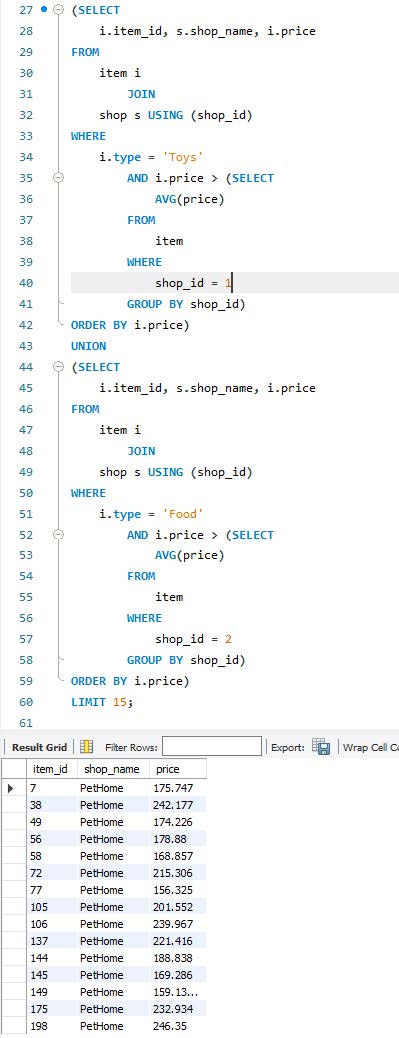 27 (SELECT
28 i.item_id, s.shop_name, i.price
29 FROM
30 item i
31 JOIN
32 shop s USING (shop_id)
33 WHERE
34 i.type = 'Toys'
35 AND i.price > (SELECT
36 AVG(price)
37 FROM
38 item
39 WHERE
40 shop_id = 1
41 GROUP BY shop_id)
42 ORDER BY i.price)
43 UNION
44 (SELECT
45 i.item_id, s.shop_name, i.price
46 FROM
47 item i
48 JOIN
49 shop s USING (shop_id)
50 WHERE
51 i.type = 'Food'
52 AND i.price > (SELECT
53 AVG(price)
54 FROM
55 item
56 WHERE
57 shop_id = 2
58 GROUP BY shop_id)
59 ORDER BY i.price)
60 LIMIT 15;
61
Result Grid Filter Rows: Export: Wrap Cell Co
item_id shop_name price
7 PetHome 175.747
38 PetHome 242.177
49 PetHome 174.226
56 PetHome 178.88
58 PetHome 168.857
72 PetHome 215.306
77 PetHome 156.325
105 PetHome 201.552
106 PetHome 239.967
137 PetHome 221.416
144 PetHome 188.838
145 PetHome 169.286
149 PetHome 159.13...
175 PetHome 232.934
198 PetHome 246.35